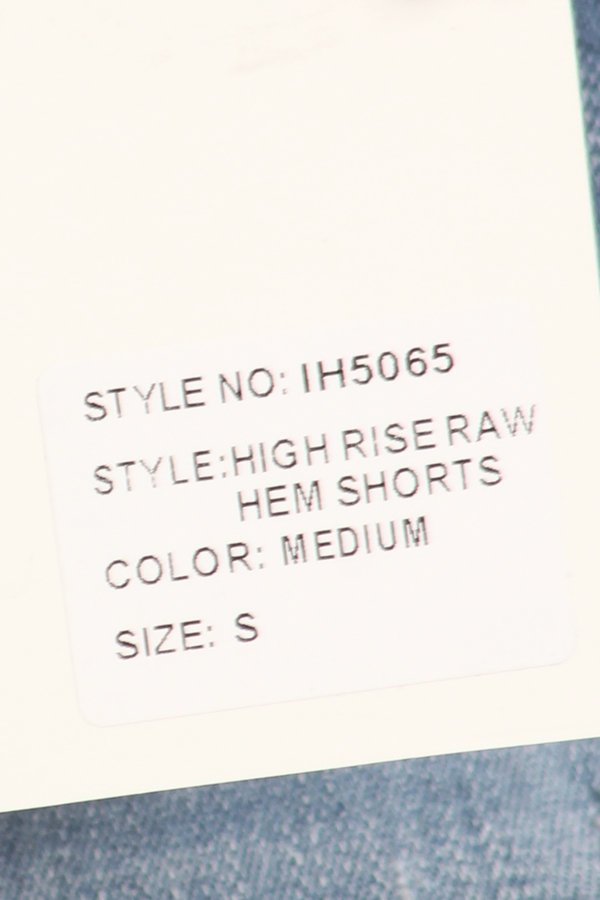 STYLE NO: IH5065
STYLE:HIGH RISE RAW
HEM SHORTS
COLOR: MEDIUM
SIZE: S